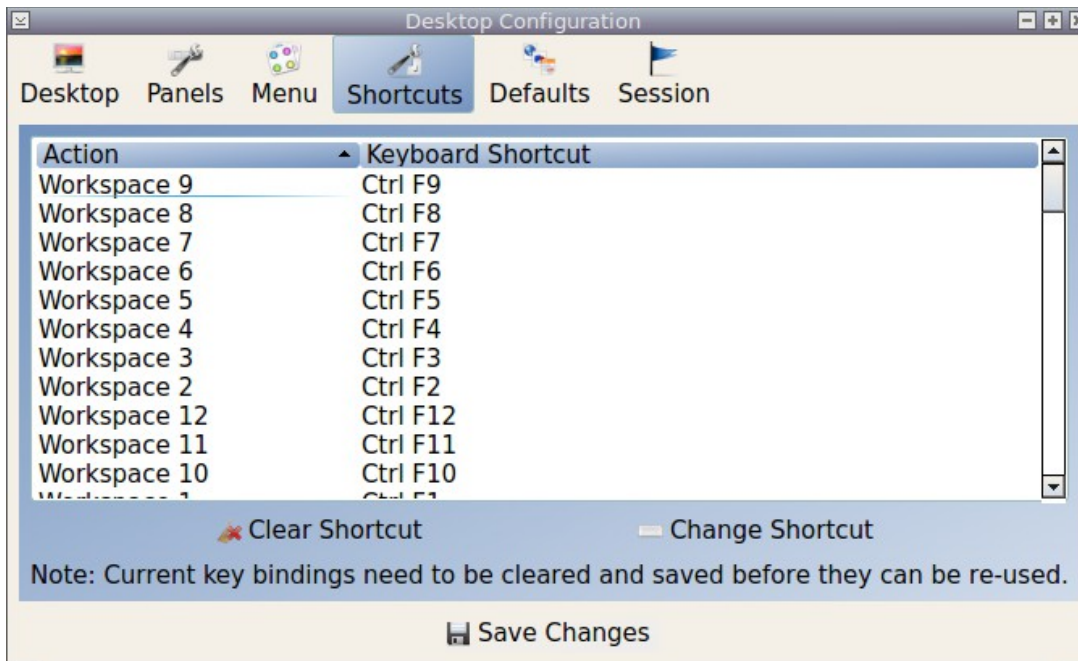 Desktop Configuration
Desktop Panels Menu Shortcuts Defaults Session
Action Keyboard Shortcut
Workspace 9 Ctrl F9
Workspace 8 Ctrl F8
Workspace 7 Ctrl F7
Workspace 6 Ctrl F6
Workspace 5 Ctrl F5
Workspace 4 Ctrl F4
Workspace 3 Ctrl F3
Workspace 2 Ctrl F2
Workspace 12 Ctrl F12
Workspace 11 Ctrl F11
Workspace 10 Ctrl F10
Workspace 1 Ctrl F1
Clear Shortcut Change Shortcut
Note: Current key bindings need to be cleared and saved before they can be re-used.
Save Changes